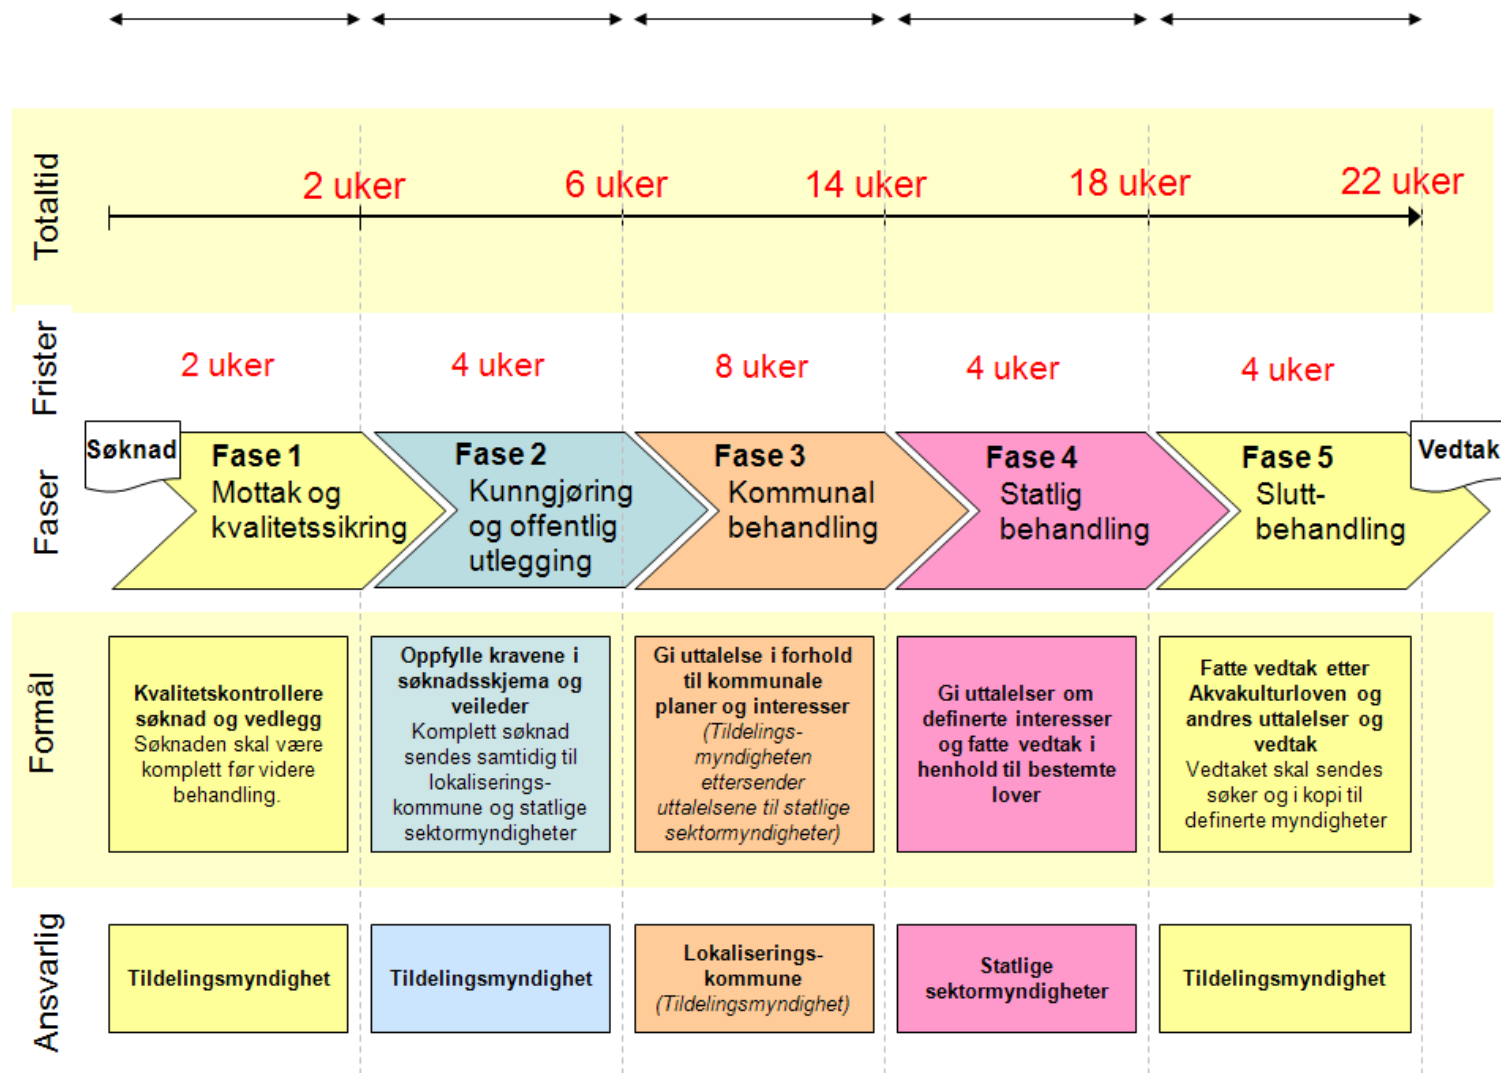 Totaltid
2 uker
6 uker
14 uker
18 uker
22 uker
Frister
2 uker
4 uker
8 uker
4 uker
4 uker
Faser
Søknad
Fase 1
Mottak og
kvalitetssikring
Fase 2
Kunngjøring
og offentlig
utlegging
Fase 3
Kommunal
behandling
Fase 4
Statlig
behandling
Fase 5
Slutt-
behandling
Vedtak
Formål
Kvalitetskontrollere
søknad og vedlegg
Søknaden skal være
komplett før videre
behandling.
Oppfylle kravene i
søknadsskjema og
veileder
Komplett søknad
sendes samtidig til
lokaliserings-
kommune og statlige
sektormyndigheter
Gi uttalelse i forhold
til kommunale
planer og interesser
(Tildelings-
myndigheten
ettersender
uttalelsene til statlige
sektormyndigheter)
Gi uttalelser om
definerte interesser
og fatte vedtak i
henhold til bestemte
lover
Fatte vedtak etter
Akvakulturloven og
andres uttalelser og
vedtak
Vedtaket skal sendes
søker og i kopi til
definerte myndigheter
Ansvarlig
Tildelingsmyndighet
Tildelingsmyndighet
Lokaliserings-
kommune
(Tildelingsmyndighet)
Statlige
sektormyndigheter
Tildelingsmyndighet